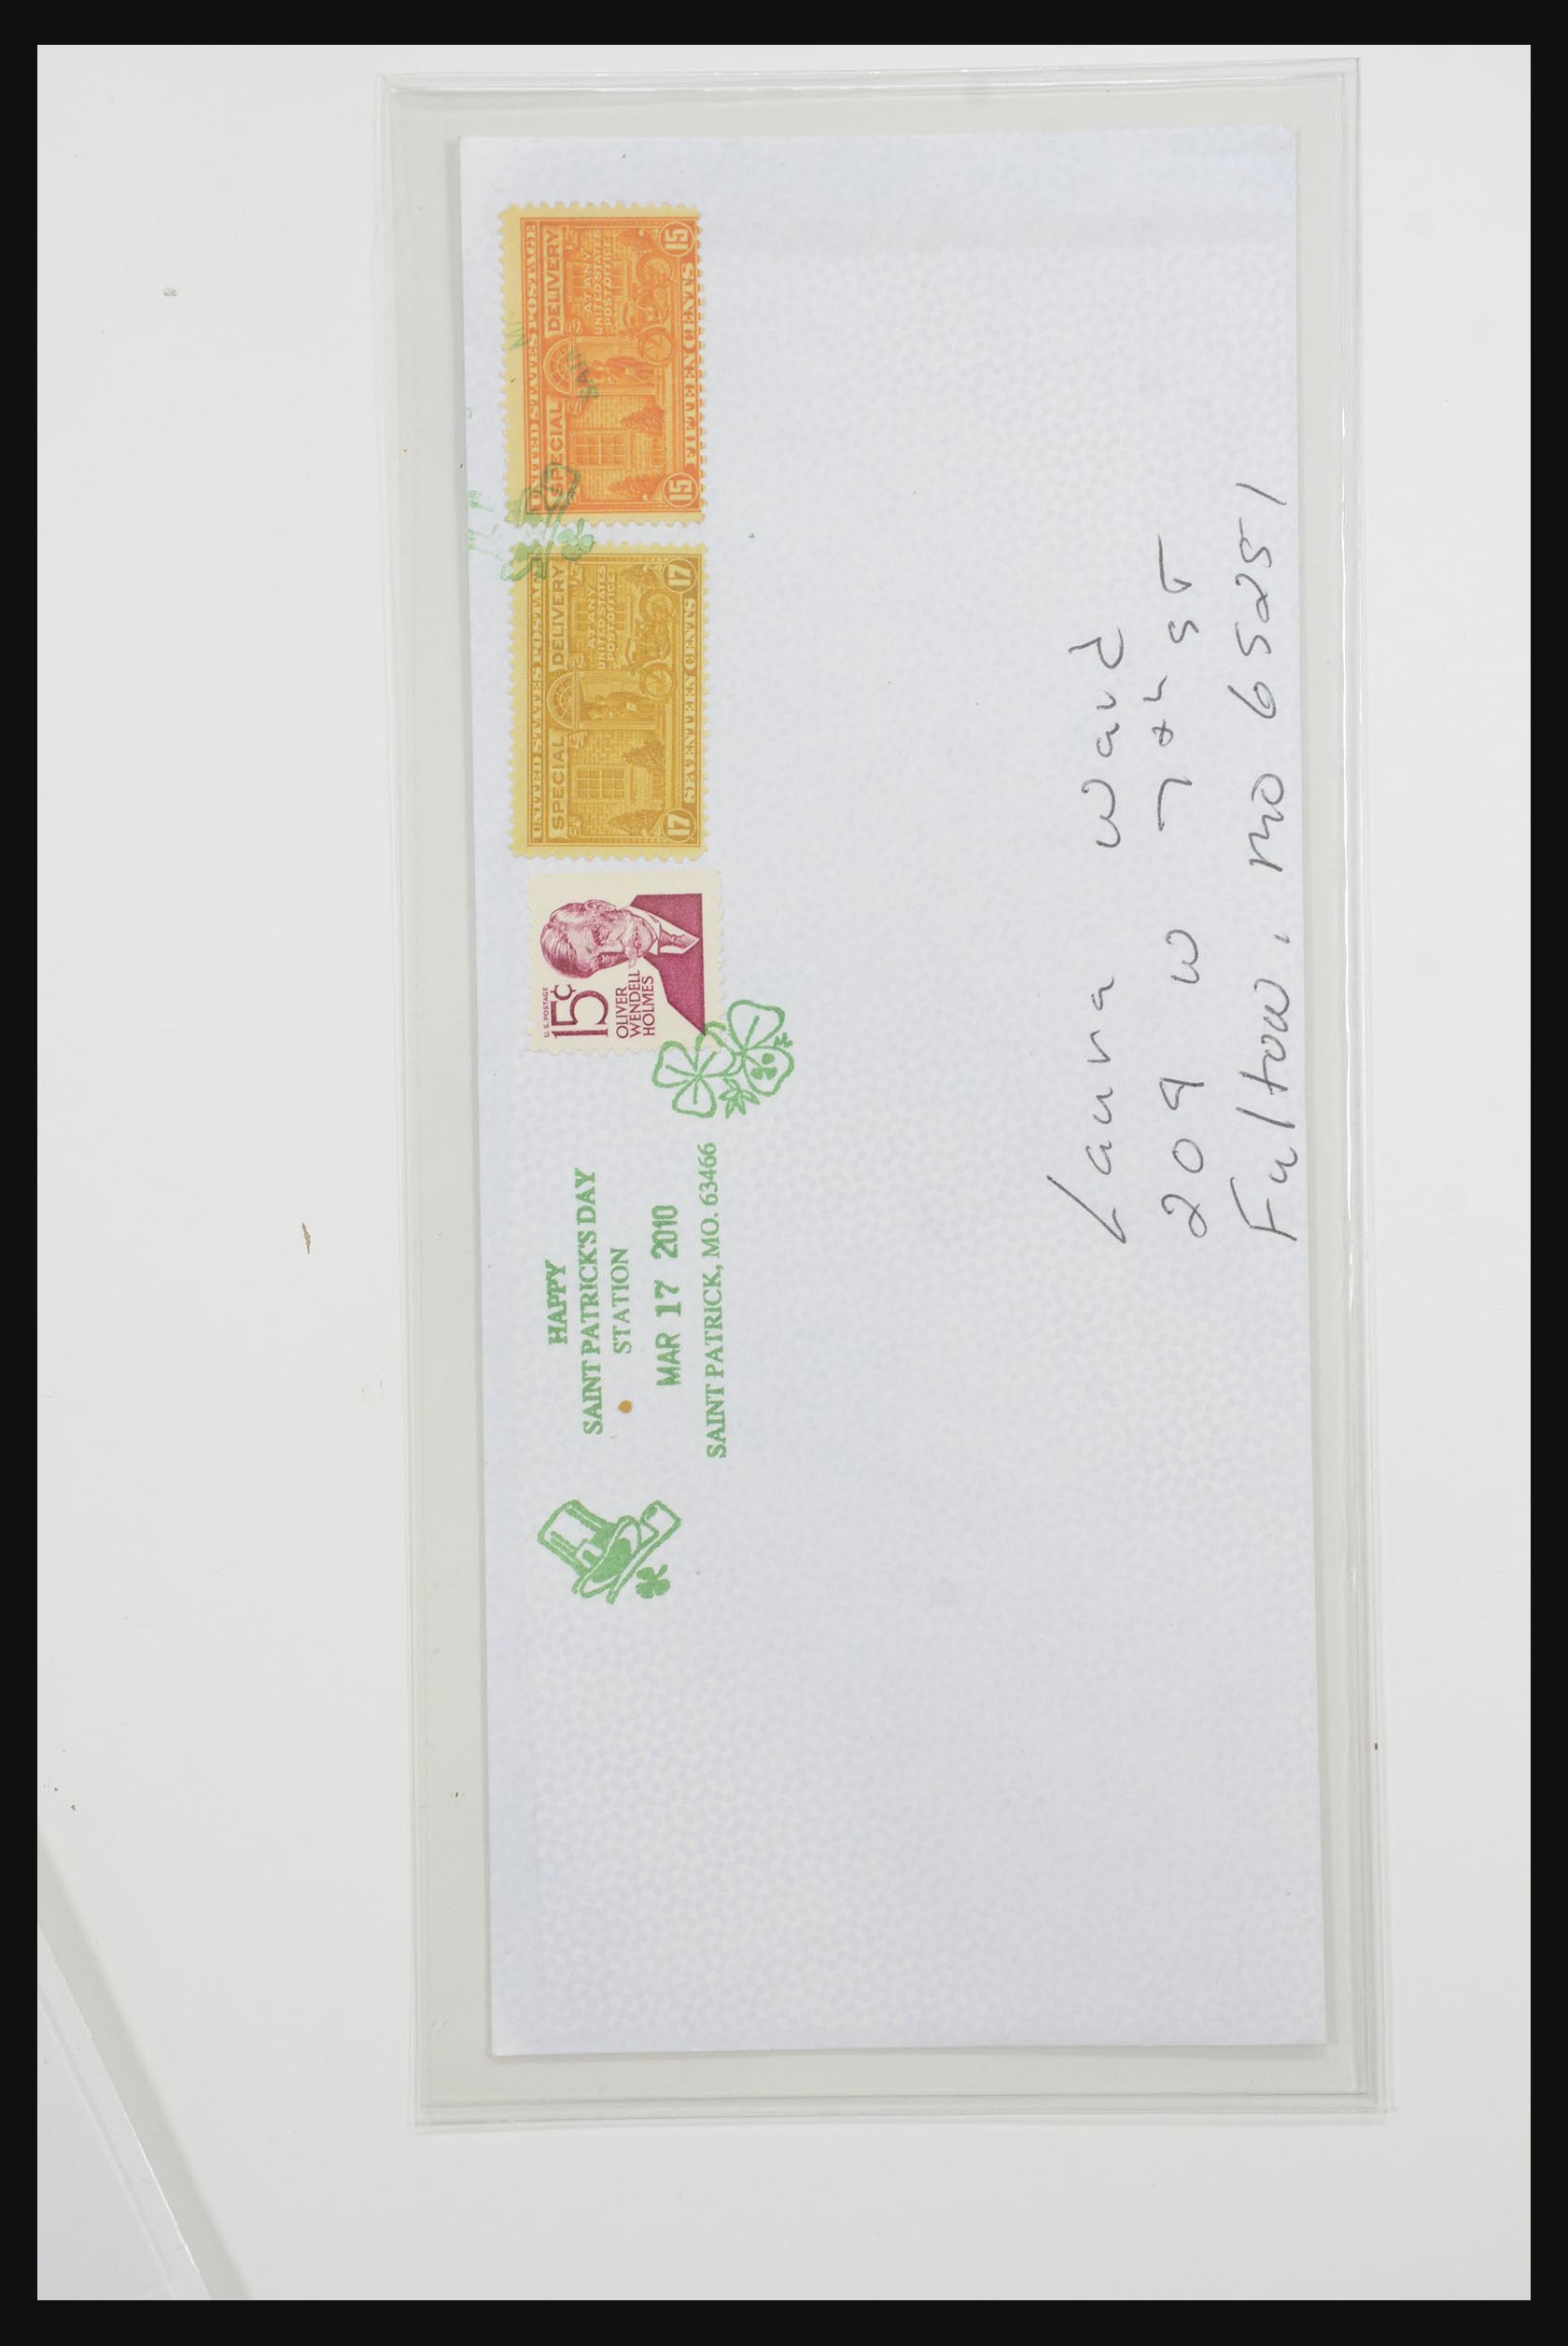 HAPPY
SAINT PATRICK'S DAY
STATION
MAR 17 2010
SAINT PATRICK, MO. 63466
U.S. POSTAGE
15¢
OLIVER
WENDELL
HOLMES
UNITED STATES POSTAGE
SPECIAL DELIVERY
AT ANY
UNITED STATES
POST OFFICE
17 SEVENTEEN CENTS 17
UNITED STATES POSTAGE
SPECIAL DELIVERY
AT ANY
UNITED STATES
POST OFFICE
15 FIFTEEN CENTS 15
Laura Ward
209 W 7th ST
Fulton, mo 65251